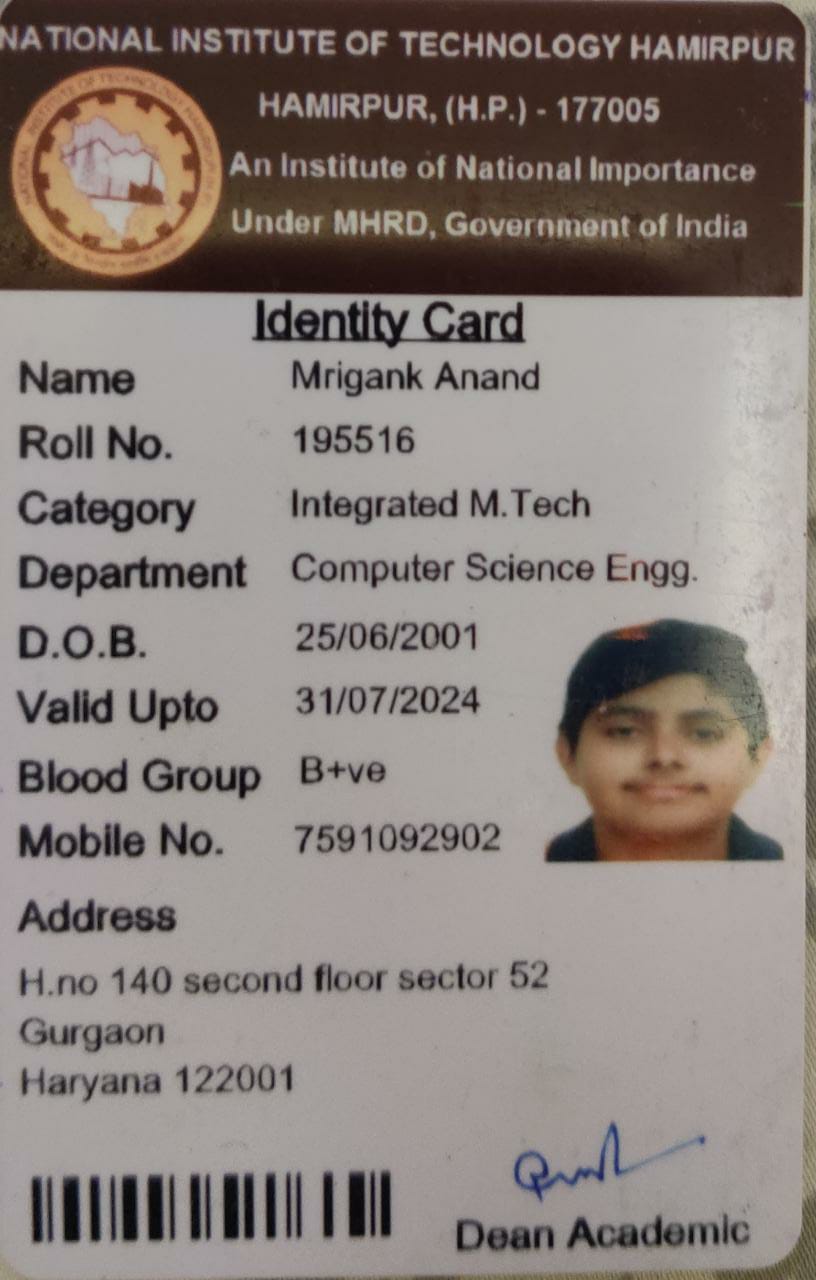 NATIONAL INSTITUTE OF TECHNOLOGY HAMIRPUR
HAMIRPUR, (H.P.) - 177005
An Institute of National Importance
Under MHRD, Government of India
Identity Card
Name Mrigank Anand
Roll No. 195516
Category Integrated M.Tech
Department Computer Science Engg.
D.O.B. 25/06/2001
Valid Upto 31/07/2024
Blood Group B+ve
Mobile No. 7591092902
Address
H.no 140 second floor sector 52
Gurgaon
Haryana 122001
Dean Academic